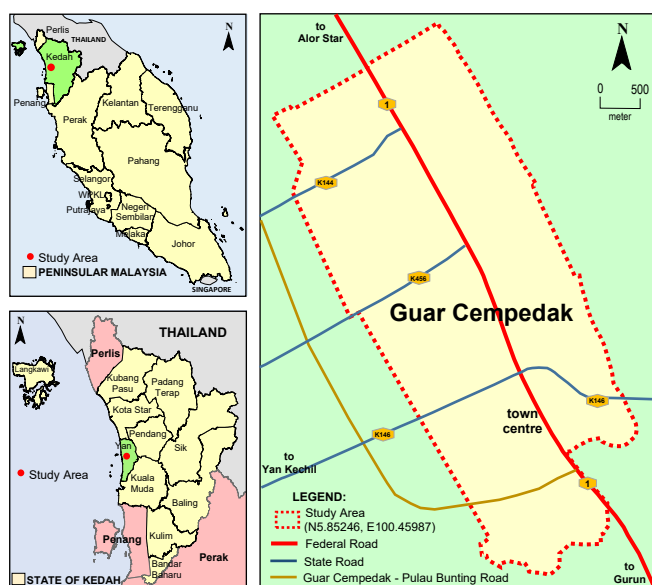 Perlis
THAILAND
N
Kedah
Penang
Kelantan
Terengganu
Perak
Pahang
Selangor
WPKL
Putrajaya
Negeri
Sembilan
Melaka
Johor
Study Area
PENINSULAR MALAYSIA
SINGAPORE
N
THAILAND
Perlis
Langkawi
Kubang
Pasu
Padang
Terap
Kota Star
Pendang
Yan
Sik
Study Area
Kuala
Muda
Baling
Penang
Kulim
Bandar
Baharu
Perak
STATE OF KEDAH
to
Alor Star
N
0 500
meter
1
K144
K456
Guar Cempedak
K146
K146
town
centre
to
Yan Kechil
1
LEGEND:
Study Area
(N5.85246, E100.45987)
Federal Road
State Road
Guar Cempedak - Pulau Bunting Road
to
Gurun